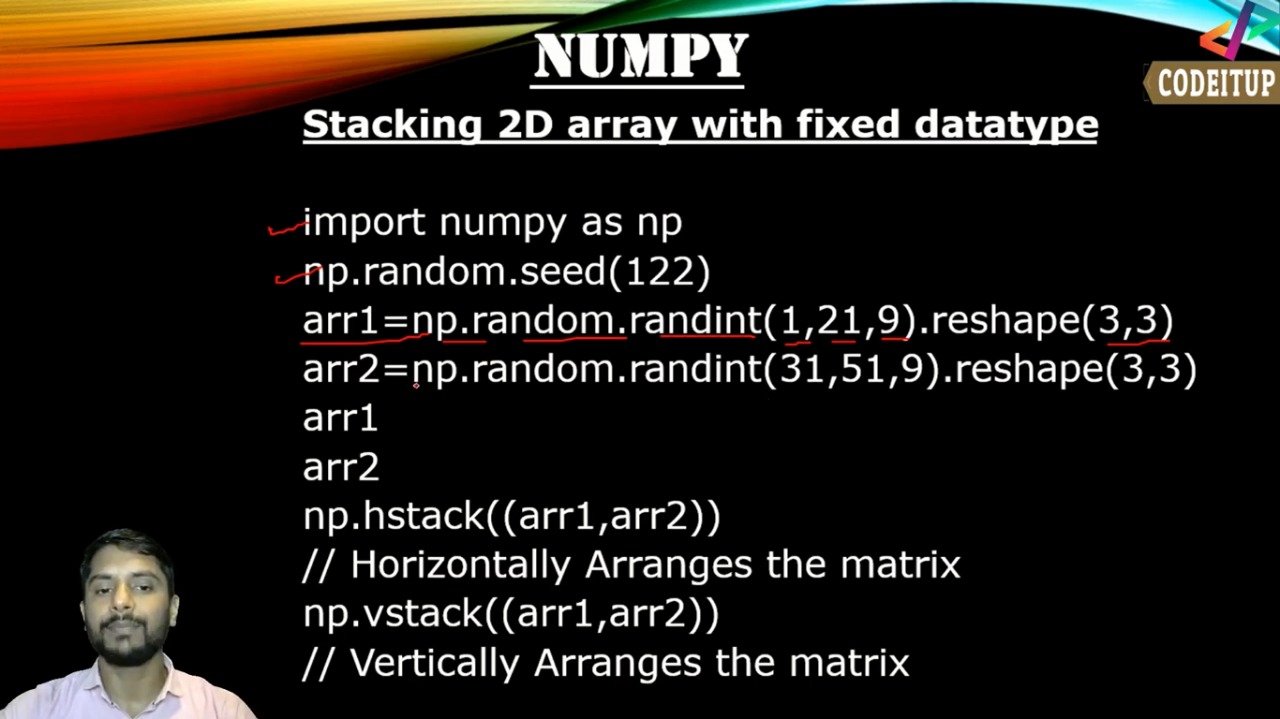 NUMPY
CODEITUP
Stacking 2D array with fixed datatype
import numpy as np
np.random.seed(122)
arr1=np.random.randint(1,21,9).reshape(3,3)
arr2=np.random.randint(31,51,9).reshape(3,3)
arr1
arr2
np.hstack((arr1,arr2))
// Horizontally Arranges the matrix
np.vstack((arr1,arr2))
// Vertically Arranges the matrix